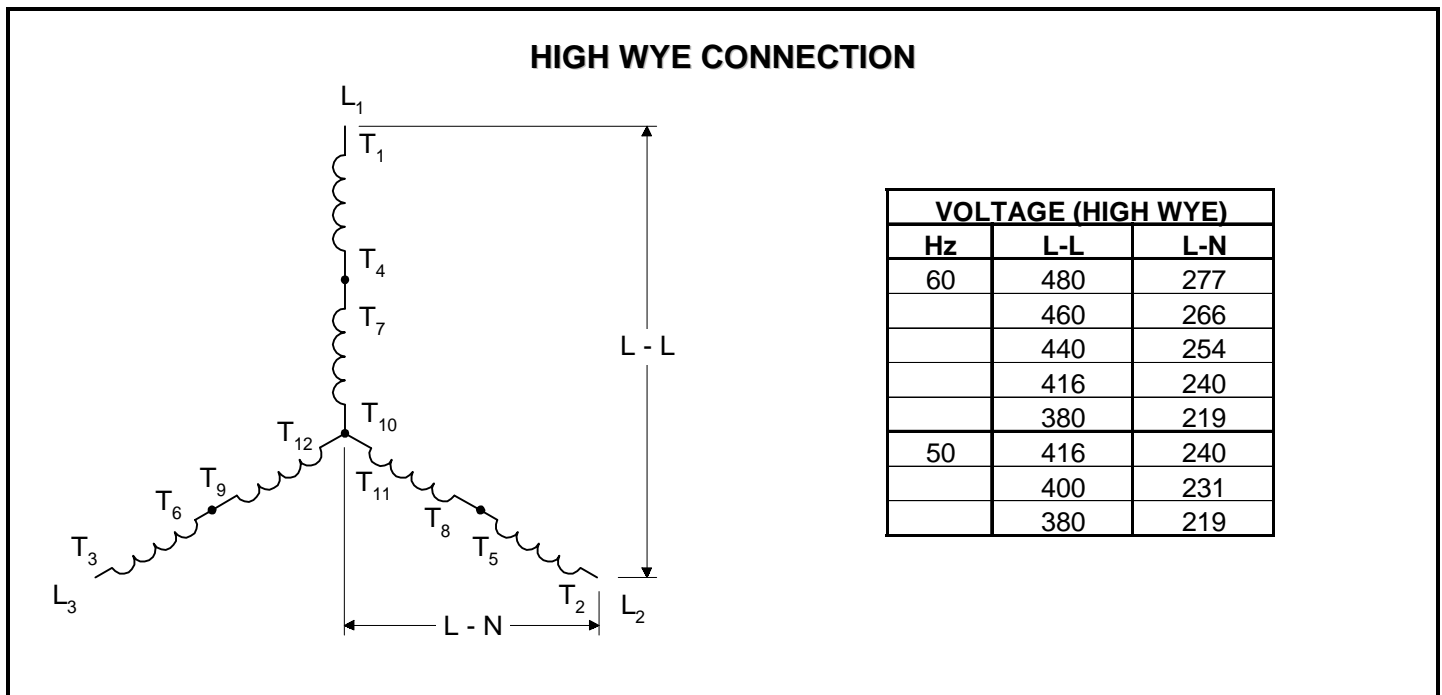 HIGH WYE CONNECTION
L1
T1
T4
T7
L - L
T10
T12
T11
T9
T6
T8
T3
T5
L3
T2
L2
L - N
VOLTAGE (HIGH WYE)
Hz L-L L-N
60 480 277
460 266
440 254
416 240
380 219
50 416 240
400 231
380 219